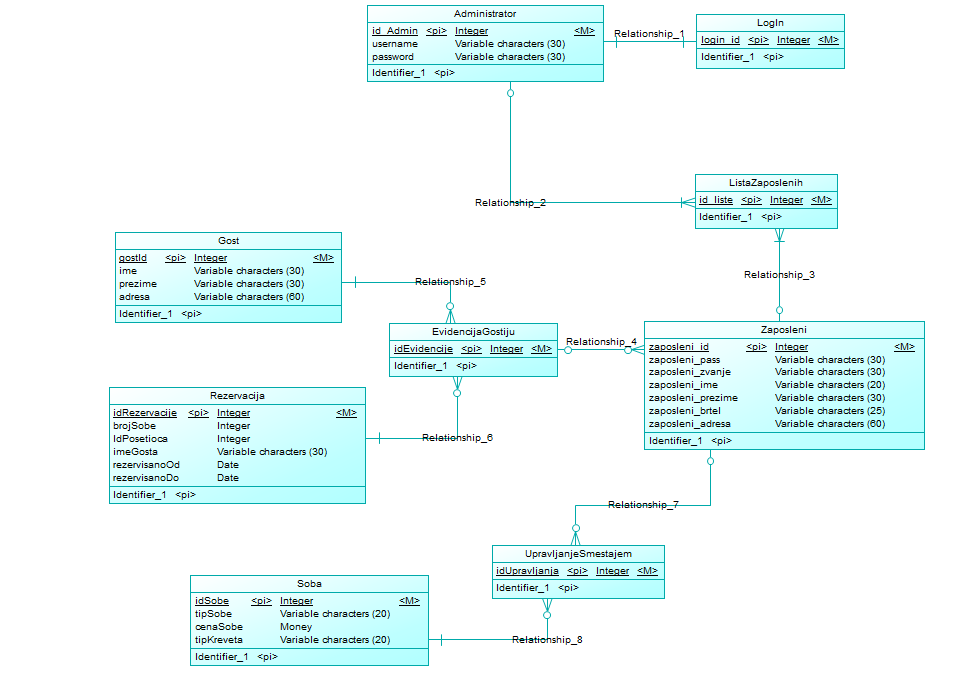 Administrator
id_Admin <pi> Integer <M>
username Variable characters (30)
password Variable characters (30)
Identifier_1 <pi>
Relationship_1
LogIn
login_id <pi> Integer <M>
Identifier_1 <pi>
Relationship_2
ListaZaposlenih
id_liste <pi> Integer <M>
Identifier_1 <pi>
Relationship_3
Gost
gostId <pi> Integer <M>
ime Variable characters (30)
prezime Variable characters (30)
adresa Variable characters (60)
Identifier_1 <pi>
Relationship_5
EvidencijaGostiju
idEvidencije <pi> Integer <M>
Identifier_1 <pi>
Relationship_4
Zaposleni
zaposleni_id <pi> Integer <M>
zaposleni_pass Variable characters (30)
zaposleni_zvanje Variable characters (30)
zaposleni_ime Variable characters (20)
zaposleni_prezime Variable characters (30)
zaposleni_brtel Variable characters (25)
zaposleni_adresa Variable characters (60)
Identifier_1 <pi>
Rezervacija
idRezervacije <pi> Integer <M>
brojSobe Integer
IdPosetioca Integer
imeGosta Variable characters (30)
rezervisanoOd Date
rezervisanoDo Date
Identifier_1 <pi>
Relationship_6
Relationship_7
UpravljanjeSmestajem
idUpravljanja <pi> Integer <M>
Identifier_1 <pi>
Soba
idSobe <pi> Integer <M>
tipSobe Variable characters (20)
cenaSobe Money
tipKreveta Variable characters (20)
Identifier_1 <pi>
Relationship_8